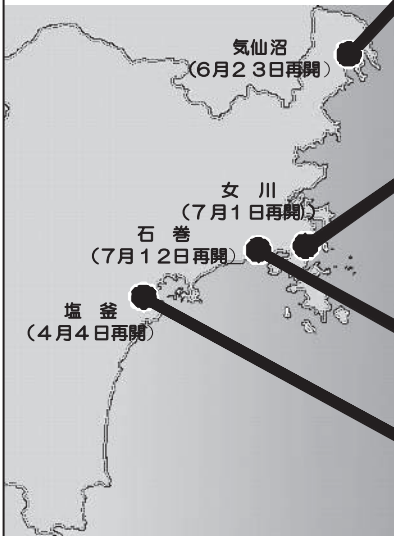 気仙沼
(6月23日再開)
女 川
(7月1日再開)
石 巻
(7月12日再開)
塩 釜
(4月4日再開)